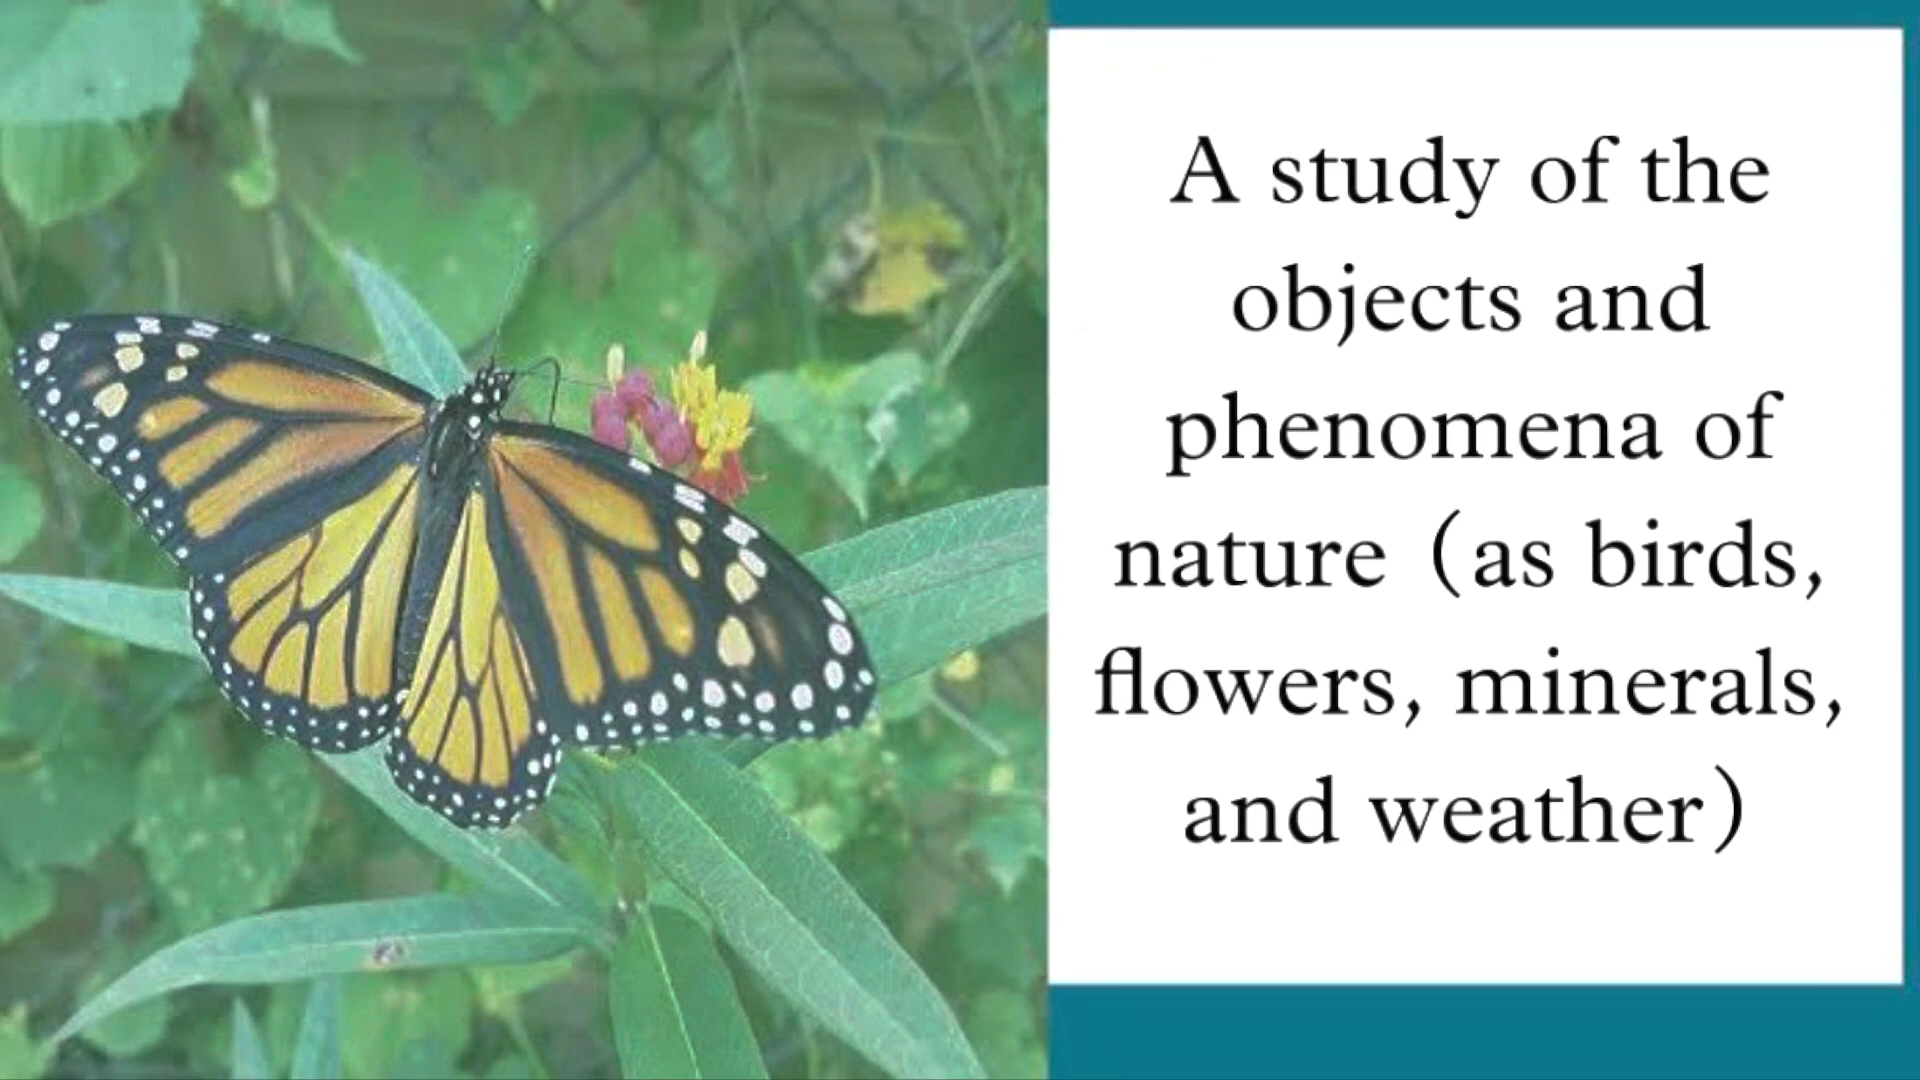 A study of the
objects and
phenomena of
nature (as birds,
flowers, minerals,
and weather)